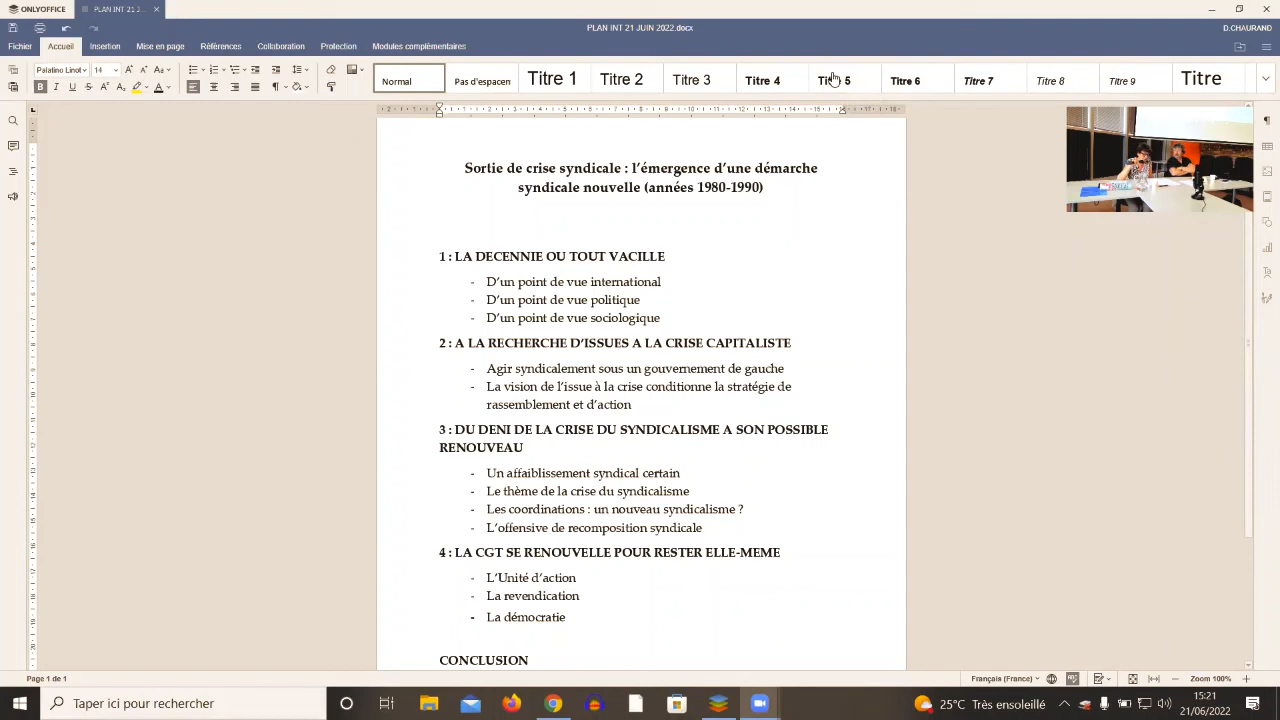 ONLYOFFICE
PLAN INT 21 JUN 2022....
PLAN INT 21 JUIN 2022.docx
D.CHAURAND
Fichier Accueil Insertion Mise en page Références Collaboration Protection Modules complémentaires
Palatino Linot 14
Normal Pas d'espacem Titre 1 Titre 2 Titre 3 Titre 4 Titre 5 Titre 6 Titre 7 Titre 8 Titre 9 Titre
Sortie de crise syndicale : l’émergence d’une démarche
syndicale nouvelle (années 1980-1990)
1 : LA DECENNIE OU TOUT VACILLE
- D’un point de vue international
- D’un point de vue politique
- D’un point de vue sociologique
2 : A LA RECHERCHE D’ISSUES A LA CRISE CAPITALISTE
- Agir syndicalement sous un gouvernement de gauche
- La vision de l’issue à la crise conditionne la stratégie de
rassemblement et d’action
3 : DU DENI DE LA CRISE DU SYNDICALISME A SON POSSIBLE
RENOUVEAU
- Un affaiblissement syndical certain
- Le thème de la crise du syndicalisme
- Les coordinations : un nouveau syndicalisme ?
- L’offensive de recomposition syndicale
4 : LA CGT SE RENOUVELLE POUR RESTER ELLE-MEME
- L’Unité d’action
- La revendication
- La démocratie
CONCLUSION
Page 1 de 1
Français (France)
Zoom 100%
Taper ici pour rechercher
25°C Très ensoleillé
15:21
21/06/2022